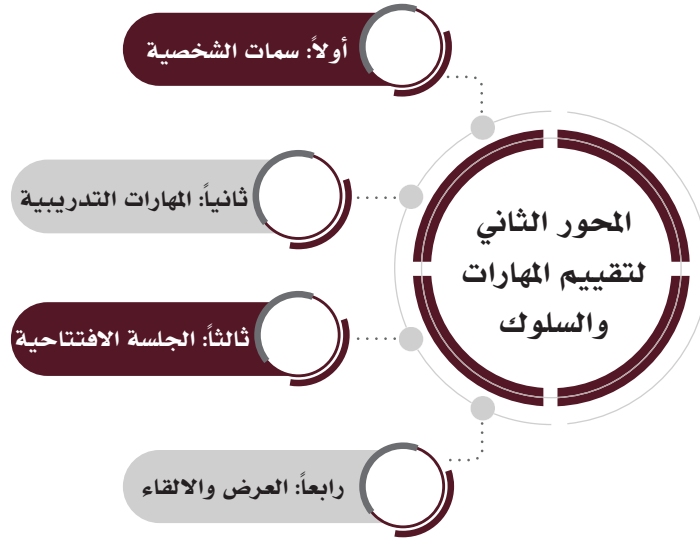 المحور الثاني
لتقييم المهارات
والسلوك
أولاً: سمات الشخصية
ثانياً: المهارات التدريبية
ثالثاً: الجلسة الافتتاحية
رابعاً: العرض والالقاء